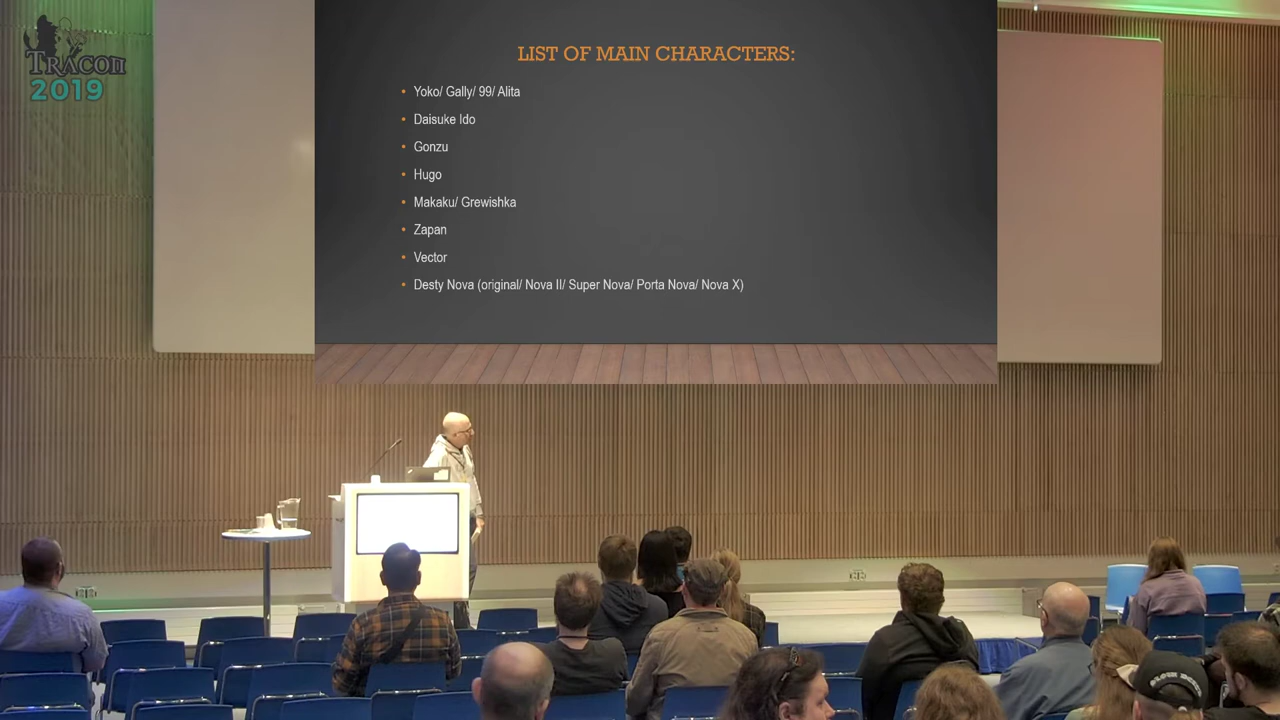 TRACON
2019
LIST OF MAIN CHARACTERS:
• Yoko/ Gally/ 99/ Alita
• Daisuke Ido
• Gonzu
• Hugo
• Makaku/ Grewishka
• Zapan
• Vector
• Desty Nova (original/ Nova II/ Super Nova/ Porta Nova/ Nova X)